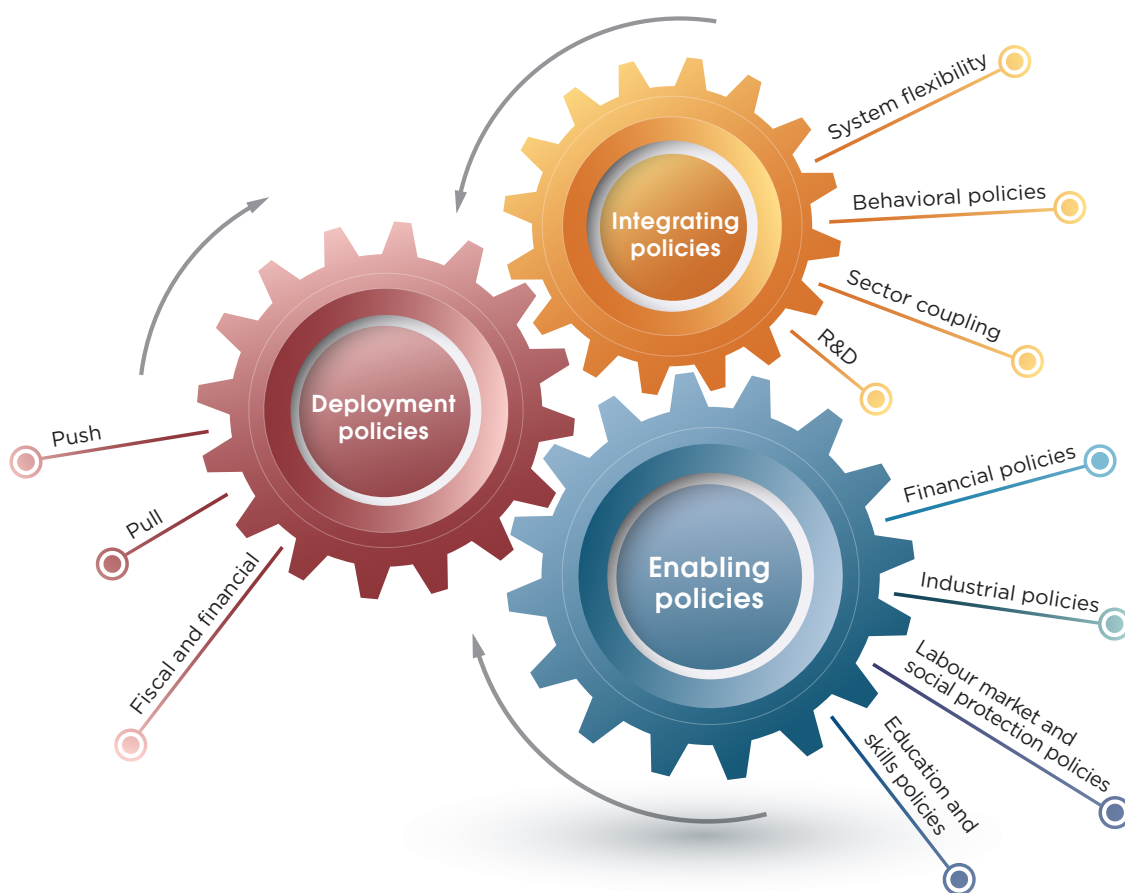 Integrating
policies
System flexibility
Behavioral policies
Sector coupling
R&D
Deployment
policies
Push
Pull
Fiscal and financial
Enabling
policies
Financial policies
Industrial policies
Labour market and
social protection policies
Education and
skills policies